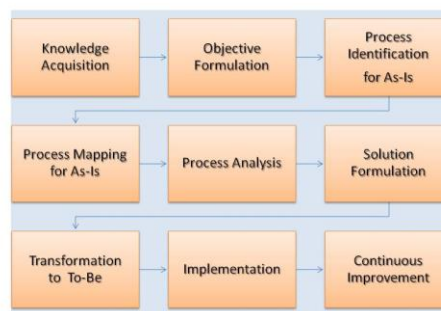 Knowledge
Acquisition
Objective
Formulation
Process
Identification
for As-Is
Process Mapping
for As-Is
Process Analysis
Solution
Formulation
Transformation
to To-Be
Implementation
Continuous
Improvement